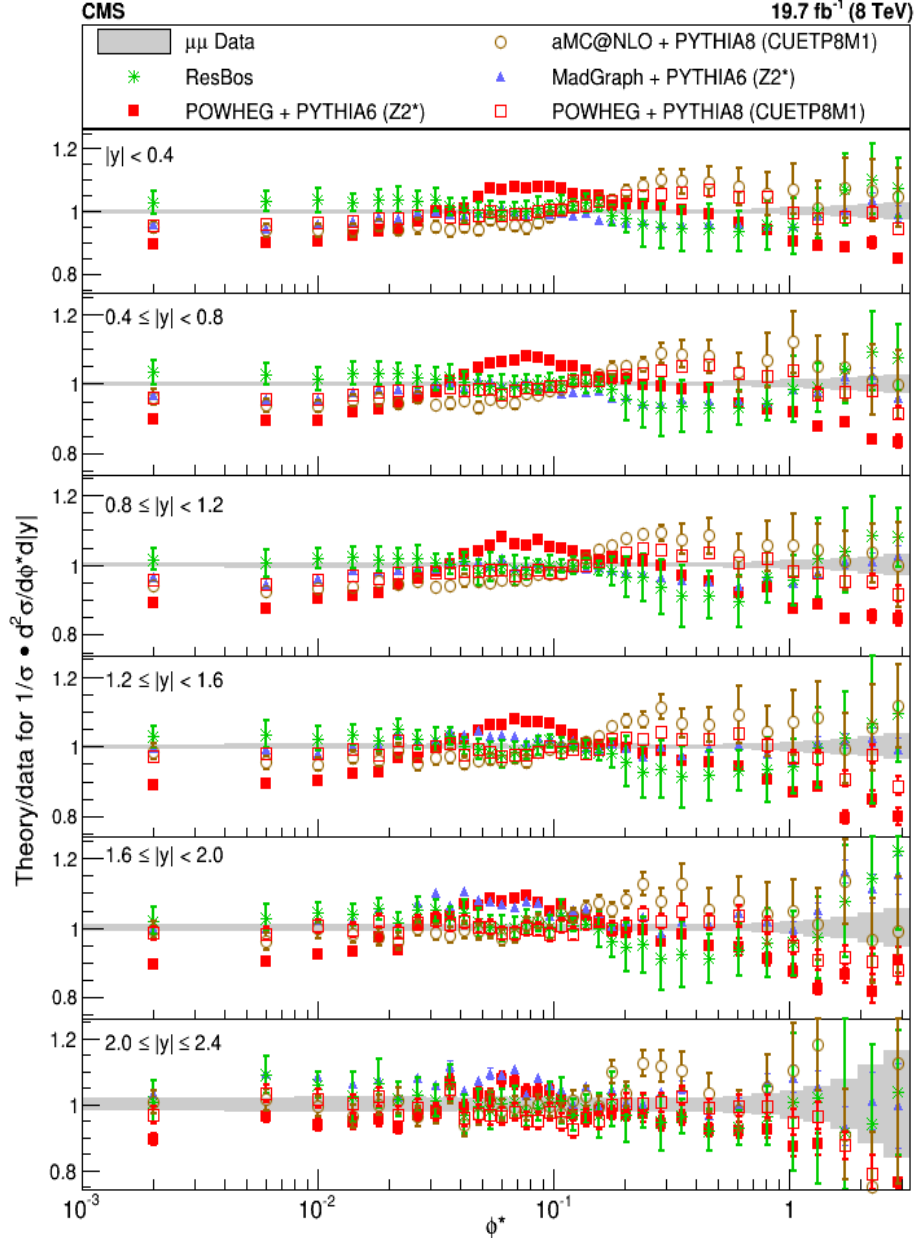 CMS 19.7 fb⁻¹ (8 TeV)
μμ Data
ResBos
POWHEG + PYTHIA6 (Z2*)
aMC@NLO + PYTHIA8 (CUETP8M1)
MadGraph + PYTHIA6 (Z2*)
POWHEG + PYTHIA8 (CUETP8M1)
Theory/data for 1/σ • d²σ/dϕ*d|y|
|y| < 0.4
1.2
1
0.8
0.4 ≤ |y| < 0.8
1.2
1
0.8
0.8 ≤ |y| < 1.2
1.2
1
0.8
1.2 ≤ |y| < 1.6
1.2
1
0.8
1.6 ≤ |y| < 2.0
1.2
1
0.8
2.0 ≤ |y| ≤ 2.4
1.2
1
0.8
10⁻³ 10⁻² 10⁻¹ 1
ϕ*